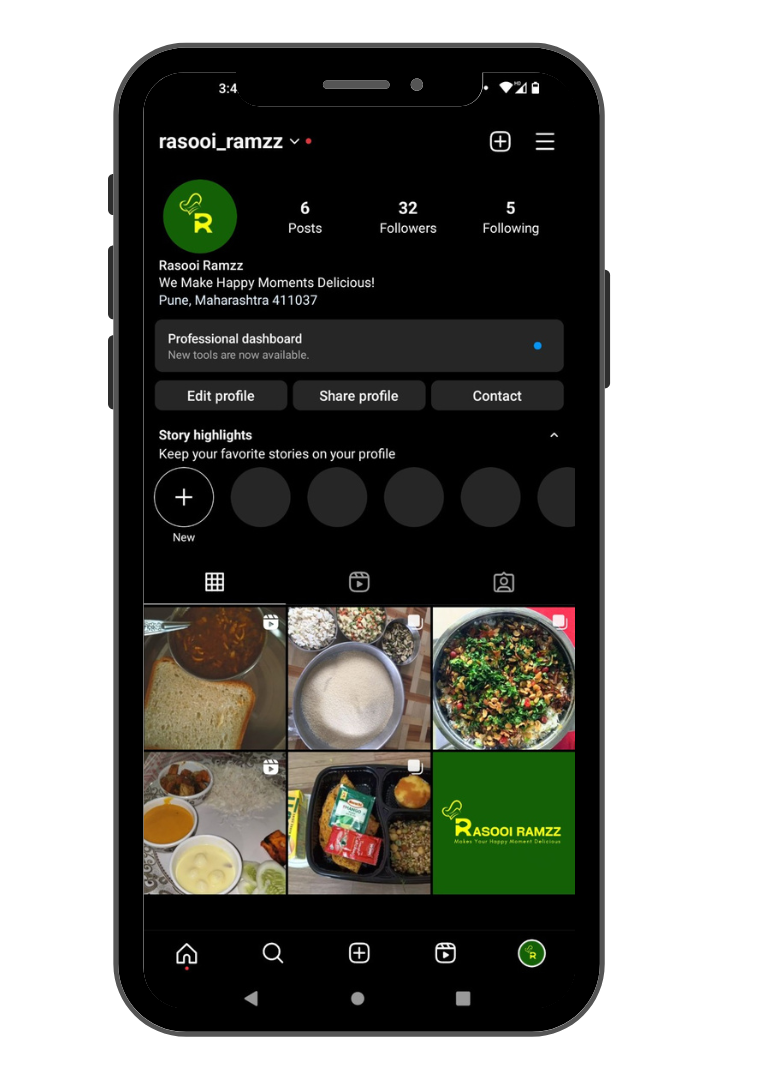 3:4
rasooi_ramzz
6 32 5
Posts Followers Following
Rasooi Ramzz
We Make Happy Moments Delicious!
Pune, Maharashtra 411037
Professional dashboard
New tools are now available.
Edit profile Share profile Contact
Story highlights
Keep your favorite stories on your profile
New
RASOOI RAMZZ
Makes Your Happy Moment Delicious